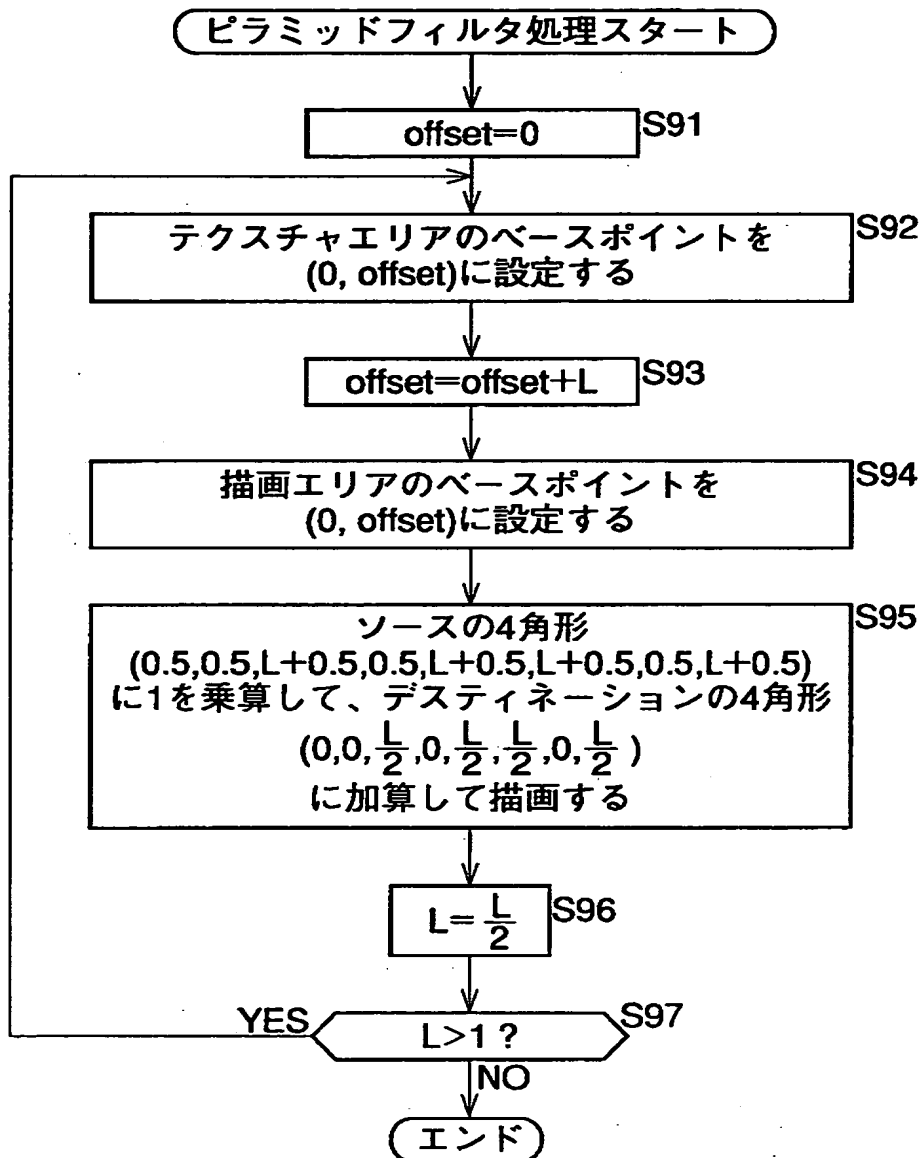 ピラミッドフィルタ処理スタート
offset=0
S91
テクスチャエリアのベースポイントを
(0, offset)に設定する
S92
offset=offset+L
S93
描画エリアのベースポイントを
(0, offset)に設定する
S94
ソースの4角形
(0.5,0.5,L+0.5,0.5,L+0.5,L+0.5,0.5,L+0.5)
に1を乗算して、デスティネーションの4角形
(0,0,L/2,0,L/2,L/2,0,L/2)
に加算して描画する
S95
L=L/2
S96
L>1?
S97
YES
NO
エンド